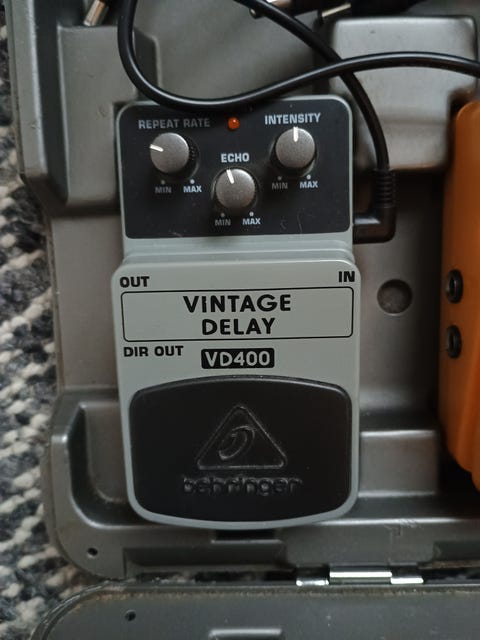 REPEAT RATE
INTENSITY
ECHO
MIN MAX
MIN MAX
MIN MAX
OUT
IN
VINTAGE
DELAY
DIR OUT
VD400
behringer